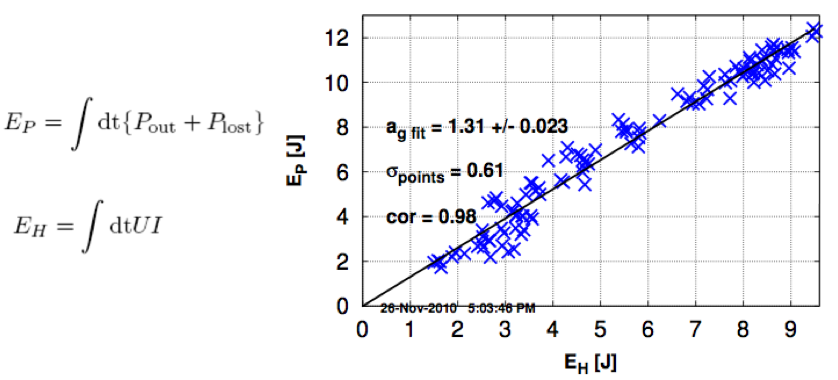 E_P = ∫ dt{P_out + P_lost}
E_H = ∫ dtUI
12
10
8
6
4
2
0
E_P [J]
a_g fit = 1.31 +/- 0.023
σ_points = 0.61
cor = 0.98
26-Nov-2010 5:03:46 PM
0 1 2 3 4 5 6 7 8 9
E_H [J]